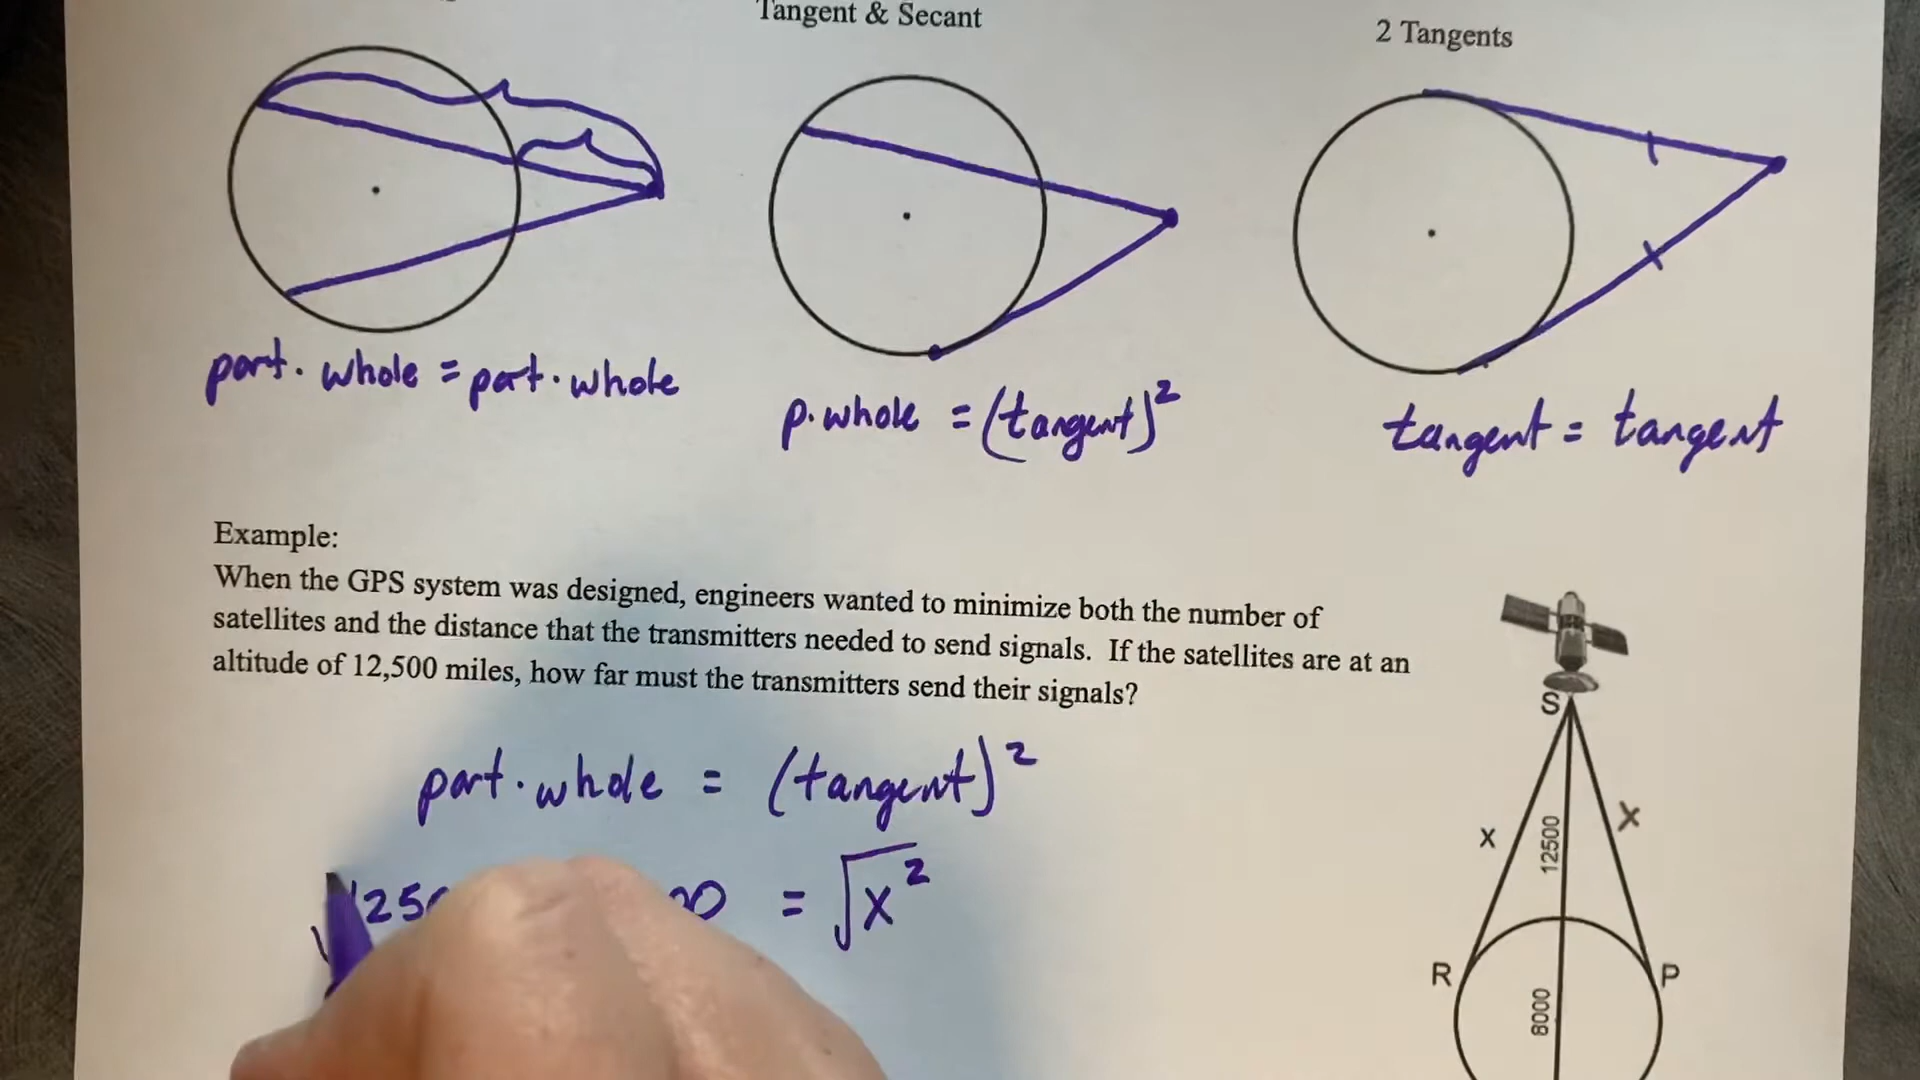 Tangent & Secant
2 Tangents
part. whole = part. whole
p. whole = (tangent)²
tangent = tangent
Example:
When the GPS system was designed, engineers wanted to minimize both the number of
satellites and the distance that the transmitters needed to send signals. If the satellites are at an
altitude of 12,500 miles, how far must the transmitters send their signals?
part. whole = (tangent)²
= √x²
S
X
12500
X
R
P
8000